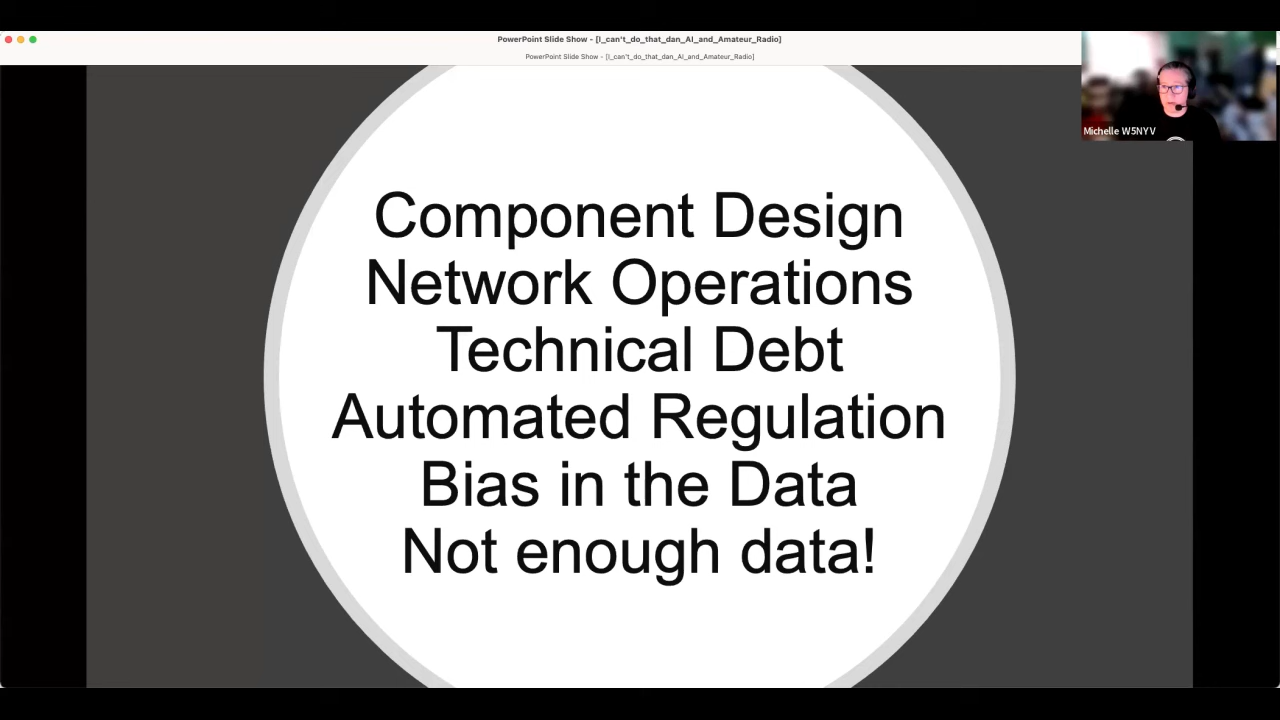 PowerPoint Slide Show - [I_can't_do_that_dan_AI_and_Amateur_Radio]
PowerPoint Slide Show - [I_can't_do_that_dan_AI_and_Amateur_Radio]
Michelle W5NYV
Component Design
Network Operations
Technical Debt
Automated Regulation
Bias in the Data
Not enough data!